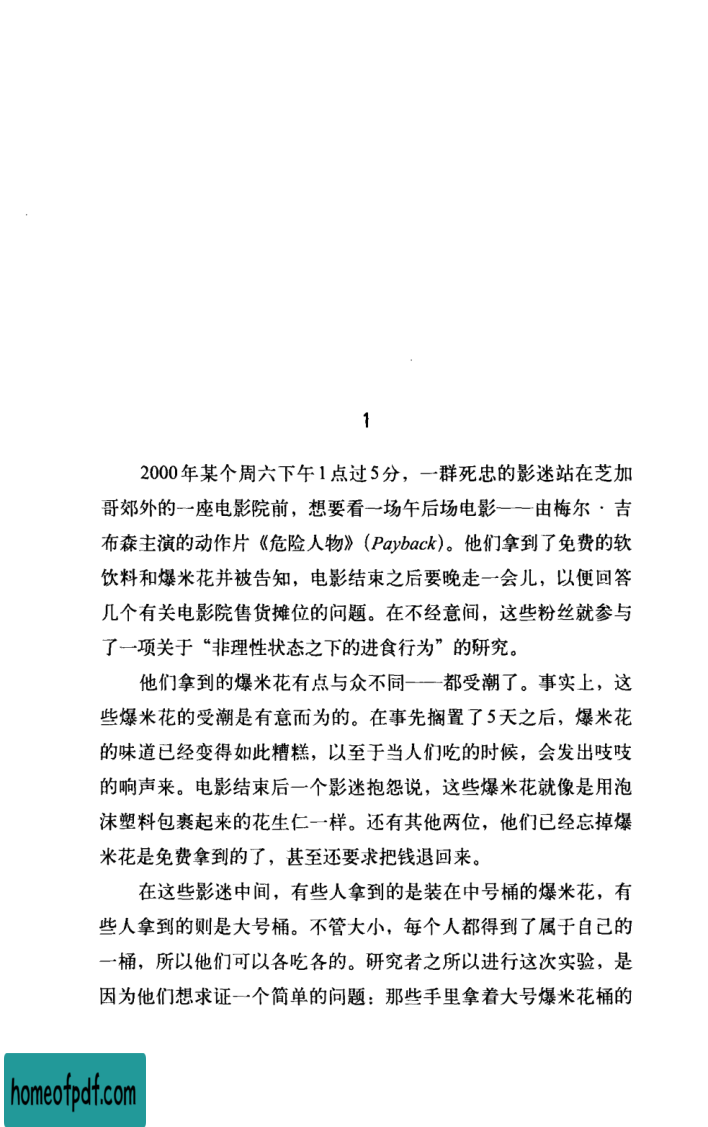 1
2000年某个周六下午1点过5分，一群死忠的影迷站在芝加
哥郊外的一座电影院前，想要看一场午后场电影——由梅尔·吉
布森主演的动作片《危险人物》（Payback）。他们拿到了免费的软
饮料和爆米花并被告知，电影结束之后要晚走一会儿，以便回答
几个有关电影院售货摊位的问题。在不经意间，这些粉丝就参与
了一项关于“非理性状态之下的进食行为”的研究。
他们拿到的爆米花有点与众不同——都受潮了。事实上，这
些爆米花的受潮是有意而为的。在事先搁置了5天之后，爆米花
的味道已经变得如此糟糕，以至于当人们吃的时候，会发出吱吱
的响声来。电影结束后一个影迷抱怨说，这些爆米花就像是用泡
沫塑料包裹起来的花生仁一样。还有其他两位，他们已经忘掉爆
米花是免费拿到的了，甚至还要求把钱退回来。
在这些影迷中间，有些人拿到的是装在中号桶的爆米花，有
些人拿到的则是大号桶。不管大小，每个人都得到了属于自己的
一桶，所以他们可以各吃各的。研究者之所以进行这次实验，是
因为他们想求证一个简单的问题：那些手里拿着大号爆米花桶的
homeofpdf.com